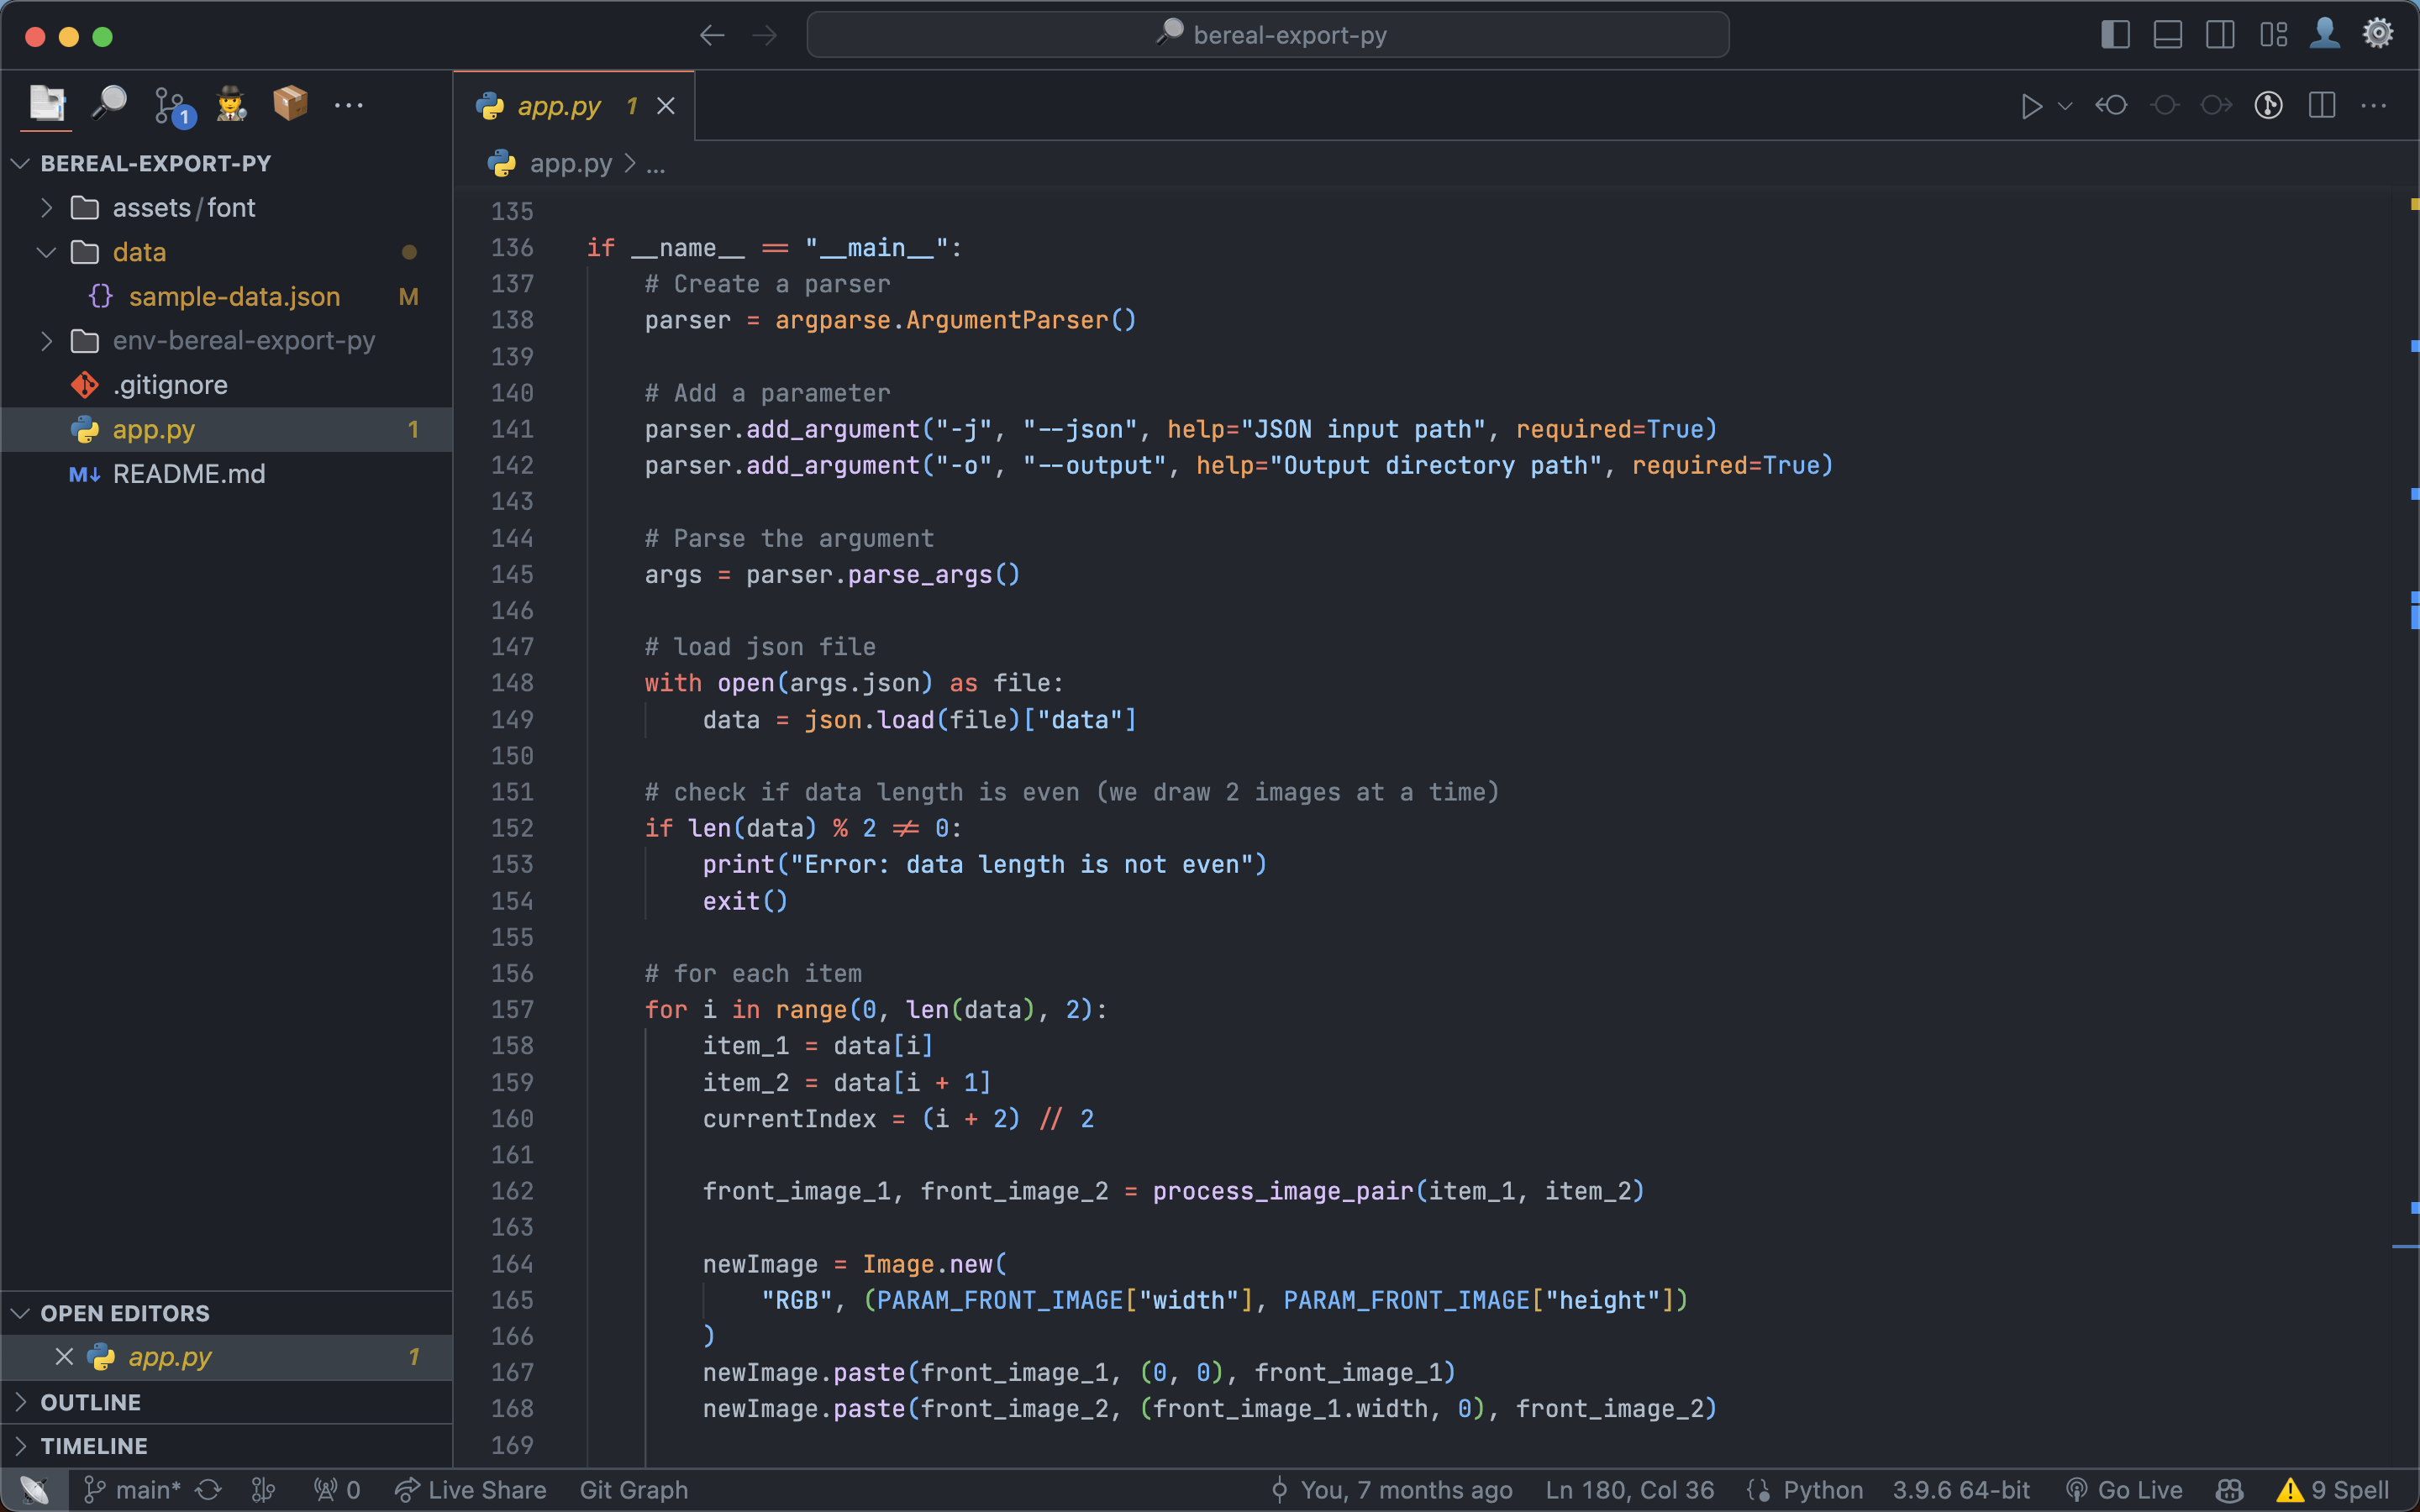 bereal-export-py
1
BEREAL-EXPORT-PY
assets/font
data
{} sample-data.json M
env-bereal-export-py
.gitignore
app.py 1
M↓ README.md
OPEN EDITORS
app.py 1
OUTLINE
TIMELINE
app.py 1
app.py > ...
135
136 if __name__ == "__main__":
137 # Create a parser
138 parser = argparse.ArgumentParser()
139
140 # Add a parameter
141 parser.add_argument("-j", "--json", help="JSON input path", required=True)
142 parser.add_argument("-o", "--output", help="Output directory path", required=True)
143
144 # Parse the argument
145 args = parser.parse_args()
146
147 # load json file
148 with open(args.json) as file:
149 data = json.load(file)["data"]
150
151 # check if data length is even (we draw 2 images at a time)
152 if len(data) % 2 != 0:
153 print("Error: data length is not even")
154 exit()
155
156 # for each item
157 for i in range(0, len(data), 2):
158 item_1 = data[i]
159 item_2 = data[i + 1]
160 currentIndex = (i + 2) // 2
161
162 front_image_1, front_image_2 = process_image_pair(item_1, item_2)
163
164 newImage = Image.new(
165 "RGB", (PARAM_FRONT_IMAGE["width"], PARAM_FRONT_IMAGE["height"])
166 )
167 newImage.paste(front_image_1, (0, 0), front_image_1)
168 newImage.paste(front_image_2, (front_image_1.width, 0), front_image_2)
169
main* 0 Live Share Git Graph You, 7 months ago Ln 180, Col 36 Python 3.9.6 64-bit Go Live 9 Spell